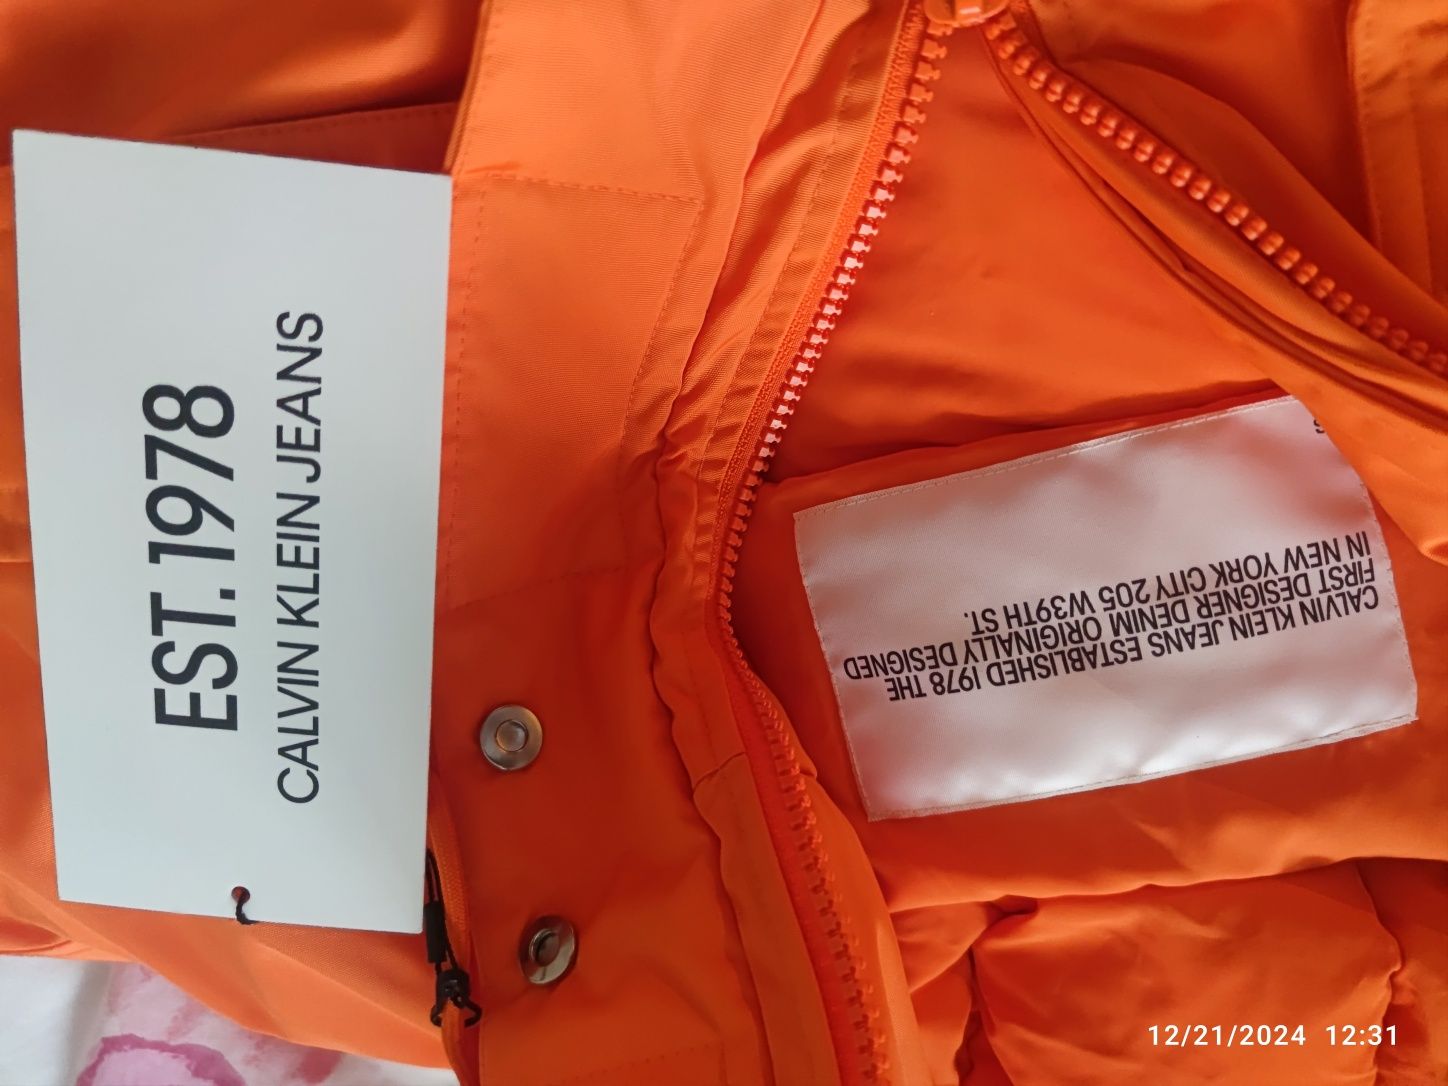 EST. 1978
CALVIN KLEIN JEANS
CALVIN KLEIN JEANS ESTABLISHED 1978 THE
FIRST DESIGNER DENIM ORIGINALLY DESIGNED
IN NEW YORK CITY 205 W39TH ST.
12/21/2024 12:31